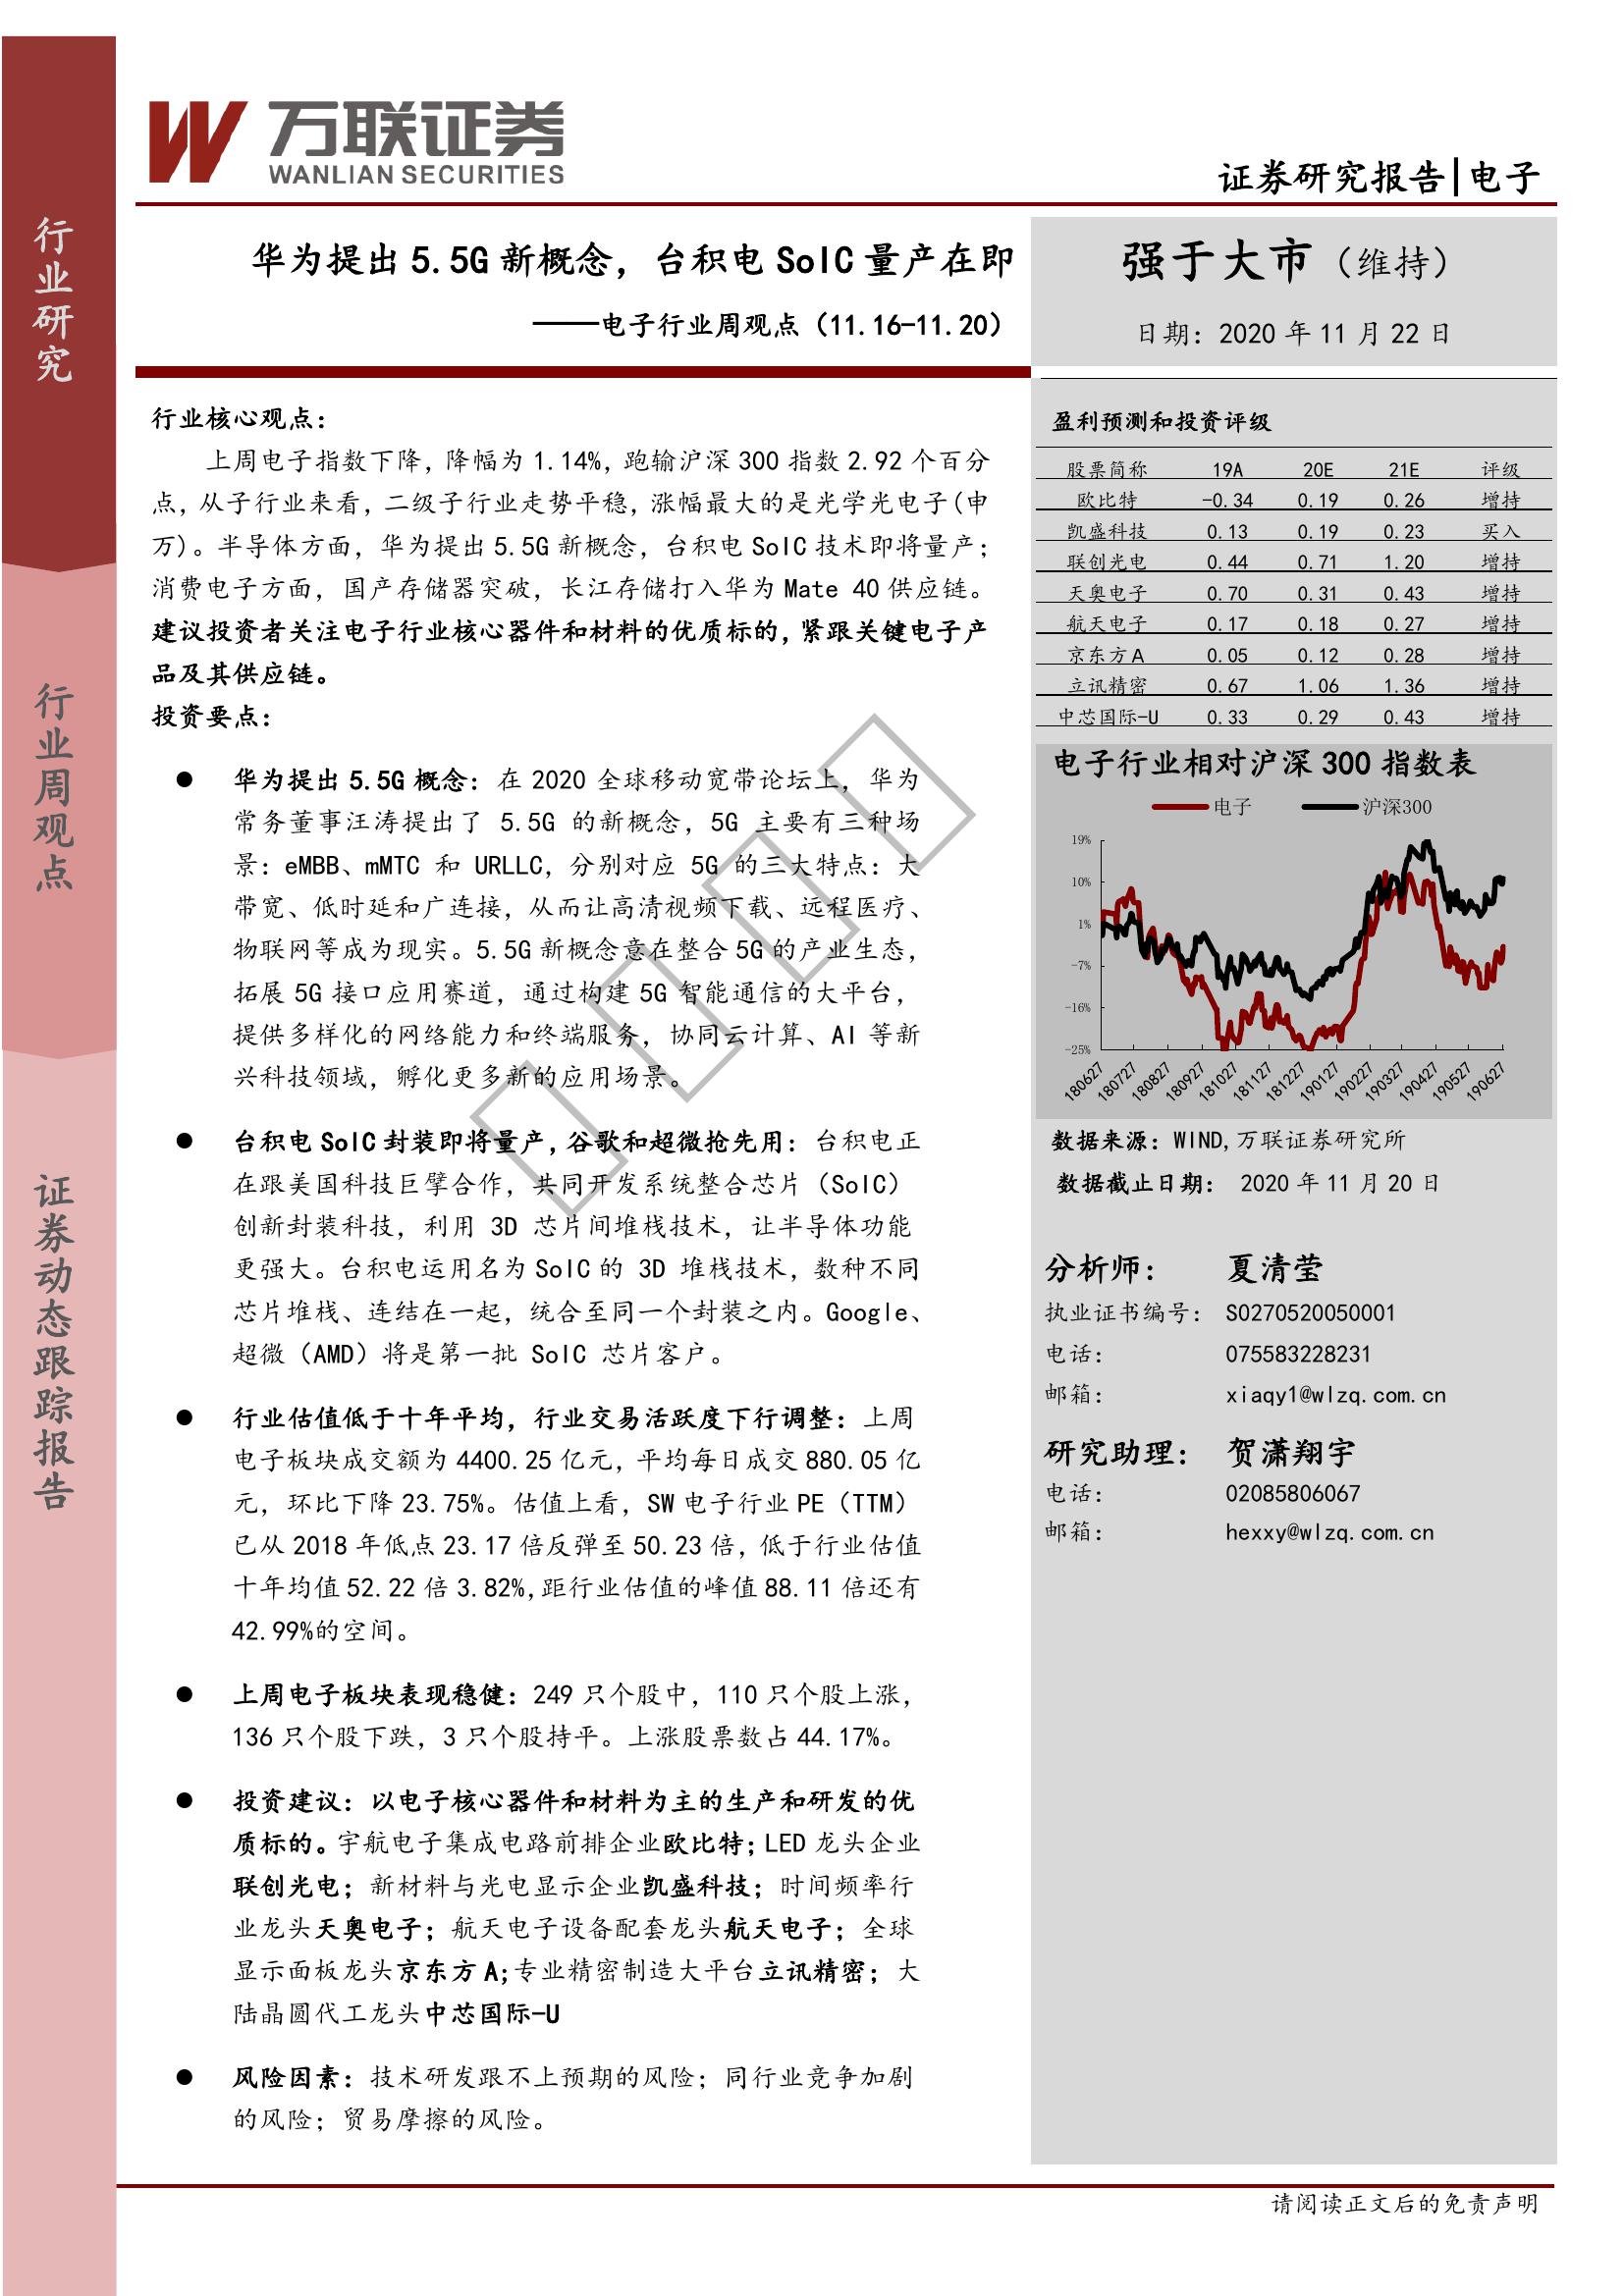 行业研究
行业周观点
证券动态跟踪报告
万联证券
WANLIAN SECURITIES
证券研究报告|电子
华为提出 5.5G 新概念，台积电 SoIC 量产在即
——电子行业周观点（11.16-11.20）
强于大市（维持）
日期：2020 年 11 月 22 日
行业核心观点：
上周电子指数下降，降幅为 1.14%，跑输沪深 300 指数 2.92 个百分
点，从子行业来看，二级子行业走势平稳，涨幅最大的是光学光电子(申
万)。半导体方面，华为提出 5.5G 新概念，台积电 SoIC 技术即将量产；
消费电子方面，国产存储器突破，长江存储打入华为 Mate 40 供应链。
建议投资者关注电子行业核心器件和材料的优质标的，紧跟关键电子产
品及其供应链。
投资要点：
● 华为提出 5.5G 概念：在 2020 全球移动宽带论坛上，华为
常务董事汪涛提出了 5.5G 的新概念，5G 主要有三种场
景：eMBB、mMTC 和 URLLC，分别对应 5G 的三大特点：大
带宽、低时延和广连接，从而让高清视频下载、远程医疗、
物联网等成为现实。5.5G 新概念意在整合 5G 的产业生态，
拓展 5G 接口应用赛道，通过构建 5G 智能通信的大平台，
提供多样化的网络能力和终端服务，协同云计算、AI 等新
兴科技领域，孵化更多新的应用场景。
● 台积电 SoIC 封装即将量产，谷歌和超微抢先用：台积电正
在跟美国科技巨擘合作，共同开发系统整合芯片（SoIC）
创新封装科技，利用 3D 芯片间堆栈技术，让半导体功能
更强大。台积电运用名为 SoIC 的 3D 堆栈技术，数种不同
芯片堆栈、连结在一起，统合至同一个封装之内。Google、
超微（AMD）将是第一批 SoIC 芯片客户。
● 行业估值低于十年平均，行业交易活跃度下行调整：上周
电子板块成交额为 4400.25 亿元，平均每日成交 880.05 亿
元，环比下降 23.75%。估值上看，SW 电子行业 PE（TTM）
已从 2018 年低点 23.17 倍反弹至 50.23 倍，低于行业估值
十年均值 52.22 倍 3.82%,距行业估值的峰值 88.11 倍还有
42.99%的空间。
● 上周电子板块表现稳健：249 只个股中，110 只个股上涨，
136 只个股下跌，3 只个股持平。上涨股票数占 44.17%。
● 投资建议：以电子核心器件和材料为主的生产和研发的优
质标的。宇航电子集成电路前排企业欧比特；LED 龙头企业
联创光电；新材料与光电显示企业凯盛科技；时间频率行
业龙头天奥电子；航天电子设备配套龙头航天电子；全球
显示面板龙头京东方 A;专业精密制造大平台立讯精密；大
陆晶圆代工龙头中芯国际-U
● 风险因素：技术研发跟不上预期的风险；同行业竞争加剧
的风险；贸易摩擦的风险。
盈利预测和投资评级
股票简称 19A 20E 21E 评级
欧比特 -0.34 0.19 0.26 增持
凯盛科技 0.13 0.19 0.23 买入
联创光电 0.44 0.71 1.20 增持
天奥电子 0.70 0.31 0.43 增持
航天电子 0.17 0.18 0.27 增持
京东方A 0.05 0.12 0.28 增持
立讯精密 0.67 1.06 1.36 增持
中芯国际-U 0.33 0.29 0.43 增持
电子行业相对沪深 300 指数表
电子 沪深300
19%
10%
1%
-7%
-16%
-25%
180627 180727 180827 180927 181027 181127 181227 190127 190227 190327 190427 190527 190627
数据来源：WIND,万联证券研究所
数据截止日期： 2020 年 11 月 20 日
分析师： 夏清莹
执业证书编号： S0270520050001
电话： 075583228231
邮箱： xiaqy1@wlzq.com.cn
研究助理： 贺潇翔宇
电话： 02085806067
邮箱： hexxy@wlzq.com.cn
请阅读正文后的免责声明